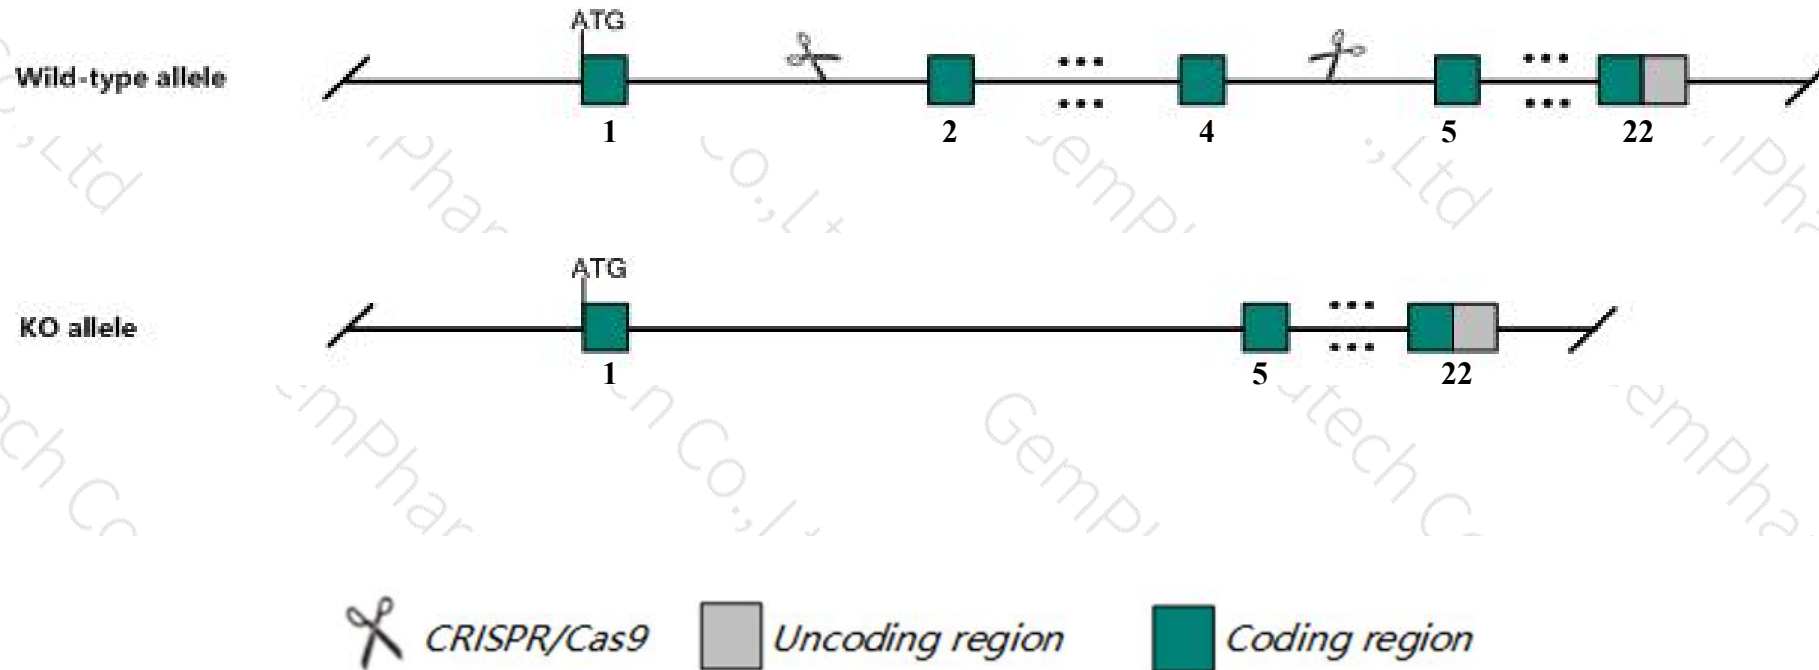 ATG
Wild-type allele
1 2 4 5 22
ATG
KO allele
1 5 22
CRISPR/Cas9 Uncoding region Coding region